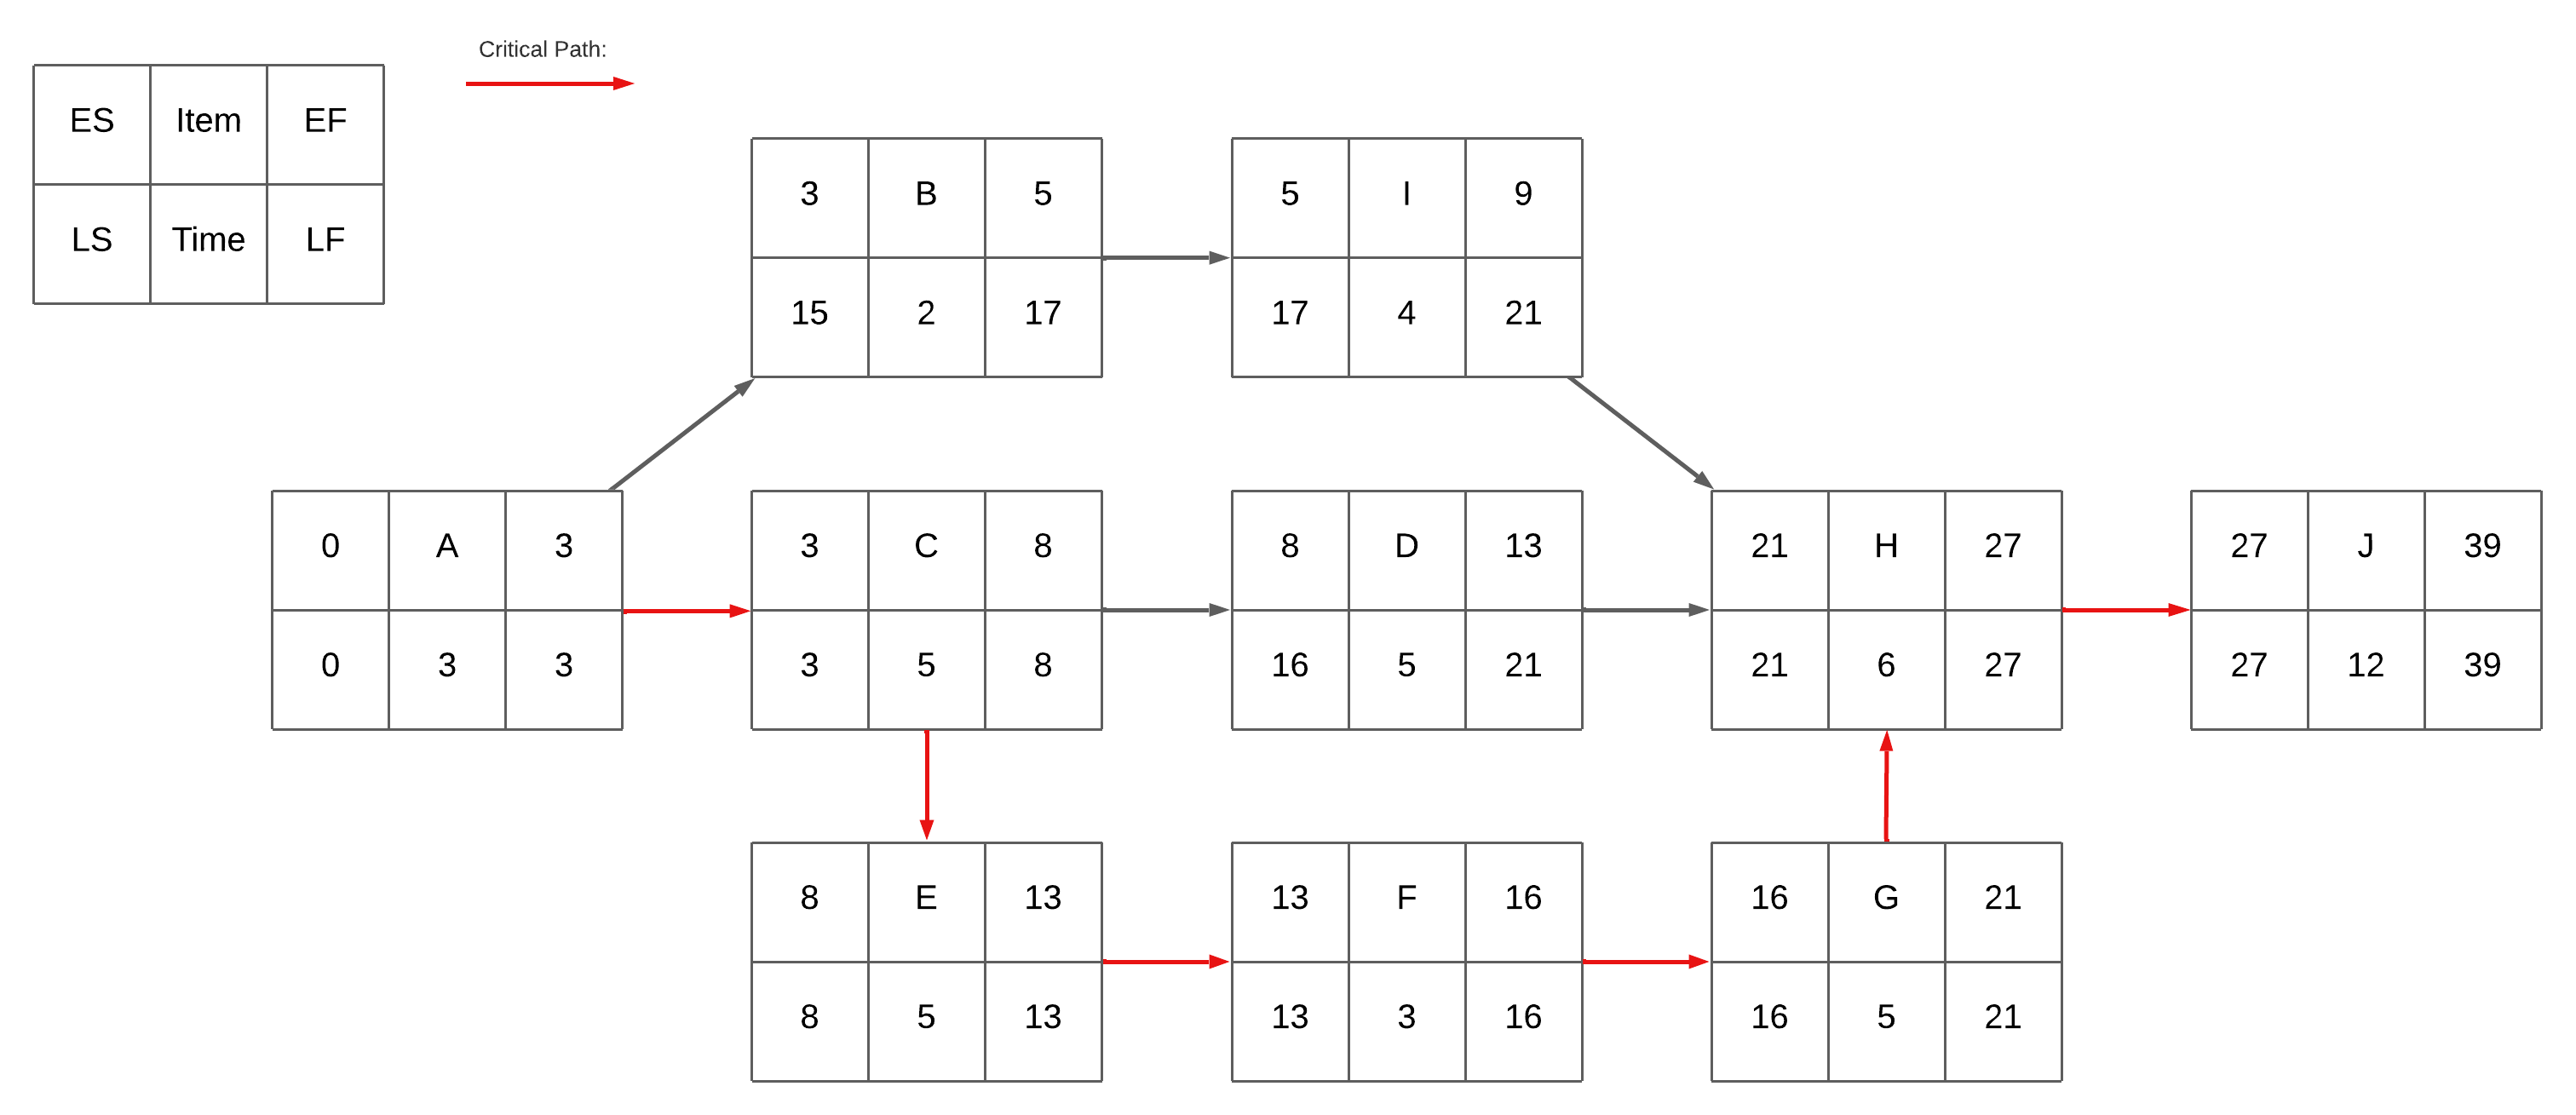 Critical Path:
ES Item EF
LS Time LF
3 B 5
15 2 17
5 I 9
17 4 21
0 A 3
0 3 3
3 C 8
3 5 8
8 D 13
16 5 21
21 H 27
21 6 27
27 J 39
27 12 39
8 E 13
8 5 13
13 F 16
13 3 16
16 G 21
16 5 21